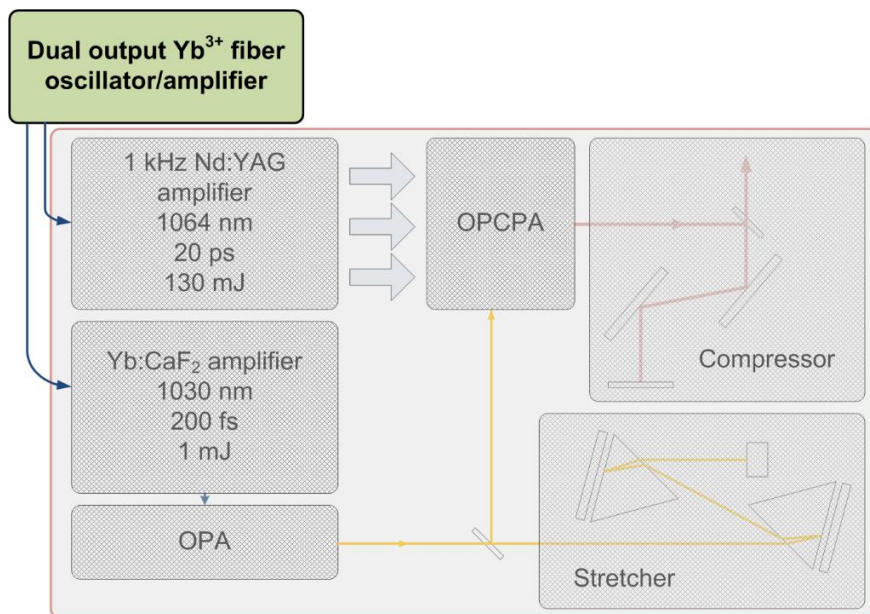 Dual output Yb³⁺ fiber
oscillator/amplifier
1 kHz Nd:YAG
amplifier
1064 nm
20 ps
130 mJ
OPCPA
Compressor
Yb:CaF₂ amplifier
1030 nm
200 fs
1 mJ
OPA
Stretcher